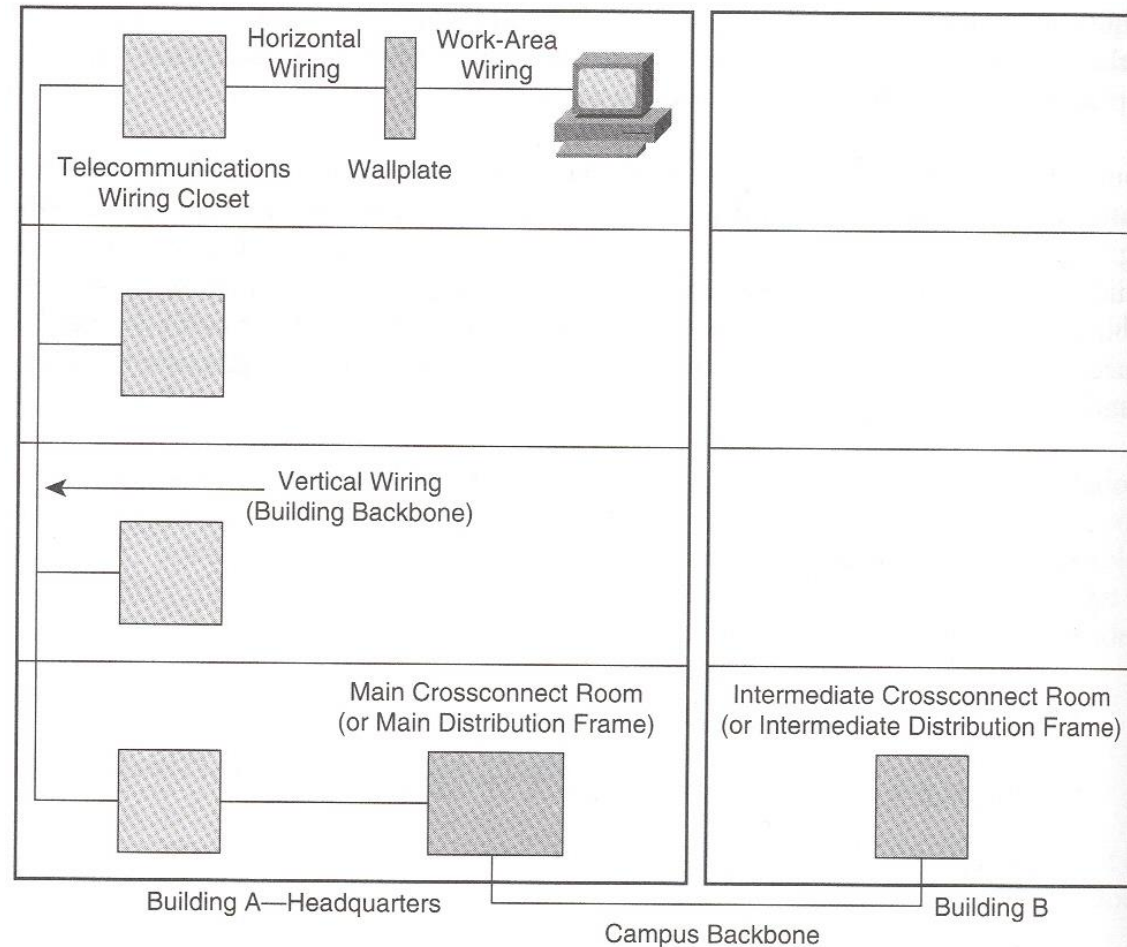 Horizontal
Wiring
Work-Area
Wiring
Telecommunications
Wiring Closet
Wallplate
Vertical Wiring
(Building Backbone)
Main Crossconnect Room
(or Main Distribution Frame)
Intermediate Crossconnect Room
(or Intermediate Distribution Frame)
Building A—Headquarters
Building B
Campus Backbone